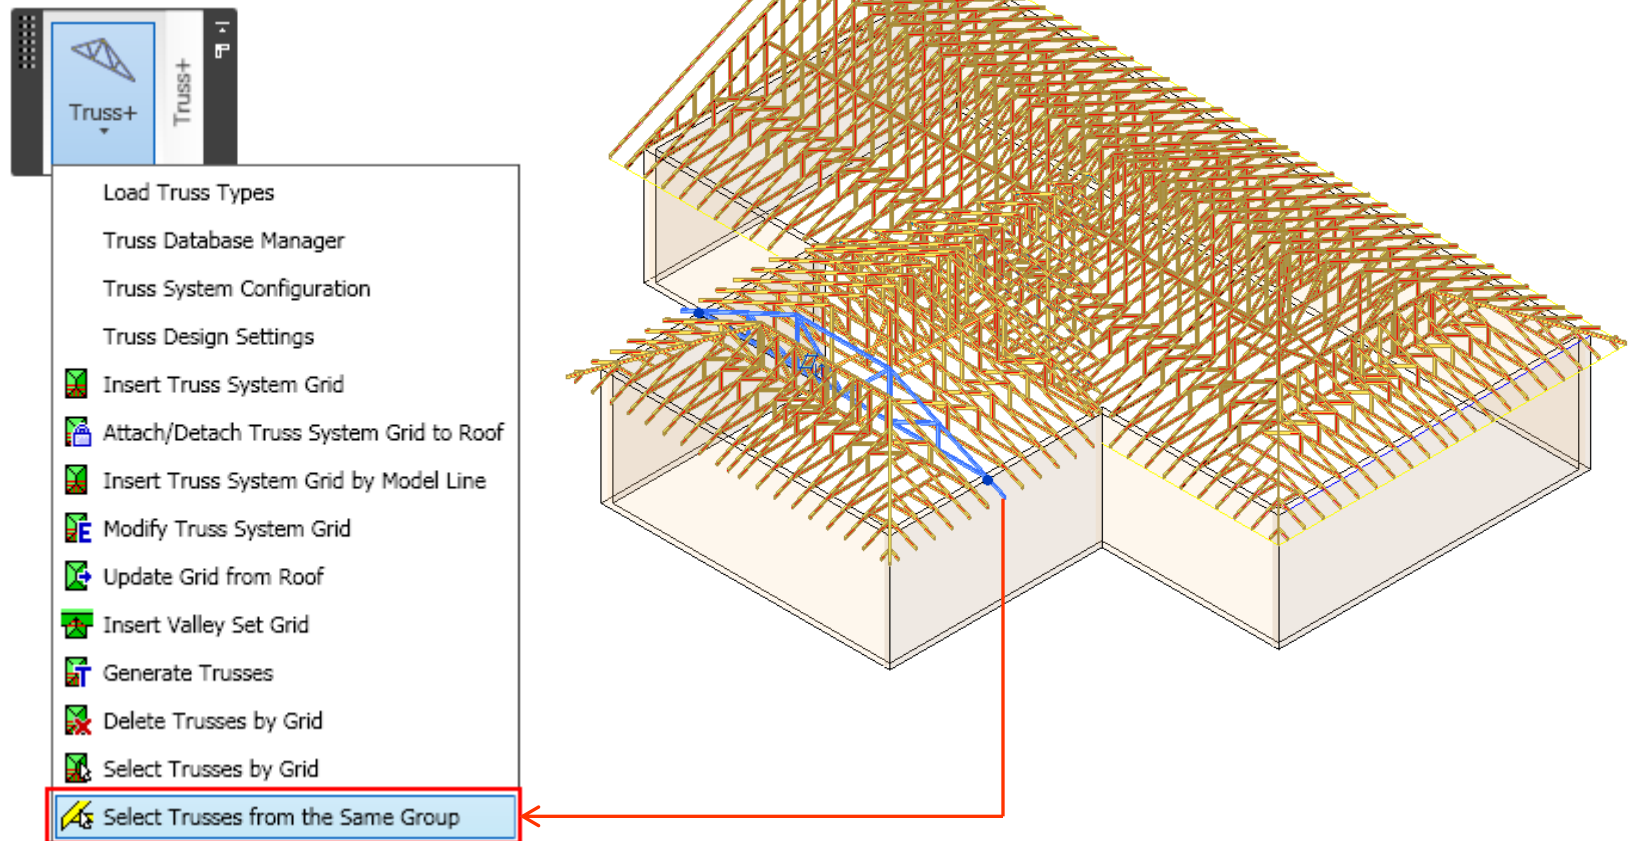 Truss+
Truss+
Load Truss Types
Truss Database Manager
Truss System Configuration
Truss Design Settings
Insert Truss System Grid
Attach/Detach Truss System Grid to Roof
Insert Truss System Grid by Model Line
Modify Truss System Grid
Update Grid from Roof
Insert Valley Set Grid
Generate Trusses
Delete Trusses by Grid
Select Trusses by Grid
Select Trusses from the Same Group